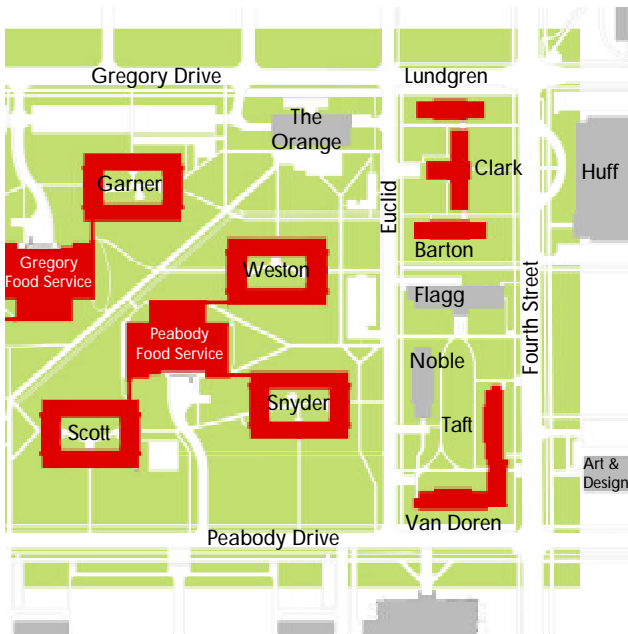 Gregory Drive
Lundgren
The
Orange
Clark
Huff
Garner
Euclid
Barton
Gregory
Food Service
Weston
Flagg
Fourth Street
Peabody
Food Service
Noble
Snyder
Taft
Scott
Art &
Design
Van Doren
Peabody Drive